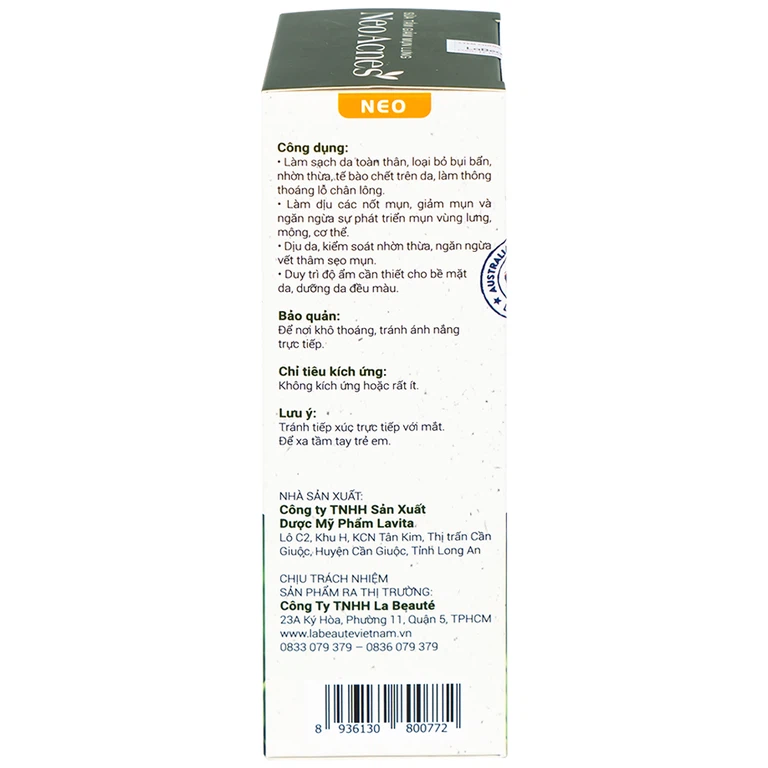 SỮA TẮM GIẢM MỤN LƯNG
NeoAcnes
NEO
Công dụng:
• Làm sạch da toàn thân, loại bỏ bụi bẩn,
nhờn thừa, tế bào chết trên da, làm thông
thoáng lỗ chân lông.
• Làm dịu các nốt mụn, giảm mụn và
ngăn ngừa sự phát triển mụn vùng lưng,
mông, cơ thể.
• Dịu da, kiểm soát nhờn thừa, ngăn ngừa
vết thâm sẹo mụn.
• Duy trì độ ẩm cần thiết cho bề mặt
da, dưỡng da đều màu.
Bảo quản:
Để nơi khô thoáng, tránh ánh nắng
trực tiếp.
Chỉ tiêu kích ứng:
Không kích ứng hoặc rất ít.
Lưu ý:
Tránh tiếp xúc trực tiếp với mắt.
Để xa tầm tay trẻ em.
NHÀ SẢN XUẤT:
Công ty TNHH Sản Xuất
Dược Mỹ Phẩm Lavita
Lô C2, Khu H, KCN Tân Kim, Thị trấn Cần
Giuộc, Huyện Cần Giuộc, Tỉnh Long An
CHỊU TRÁCH NHIỆM
SẢN PHẨM RA THỊ TRƯỜNG:
Công Ty TNHH La Beauté
23A Ký Hòa, Phường 11, Quận 5, TPHCM
www.labeautevietnam.vn
0833 079 379 – 0836 079 379
8 936130 800772